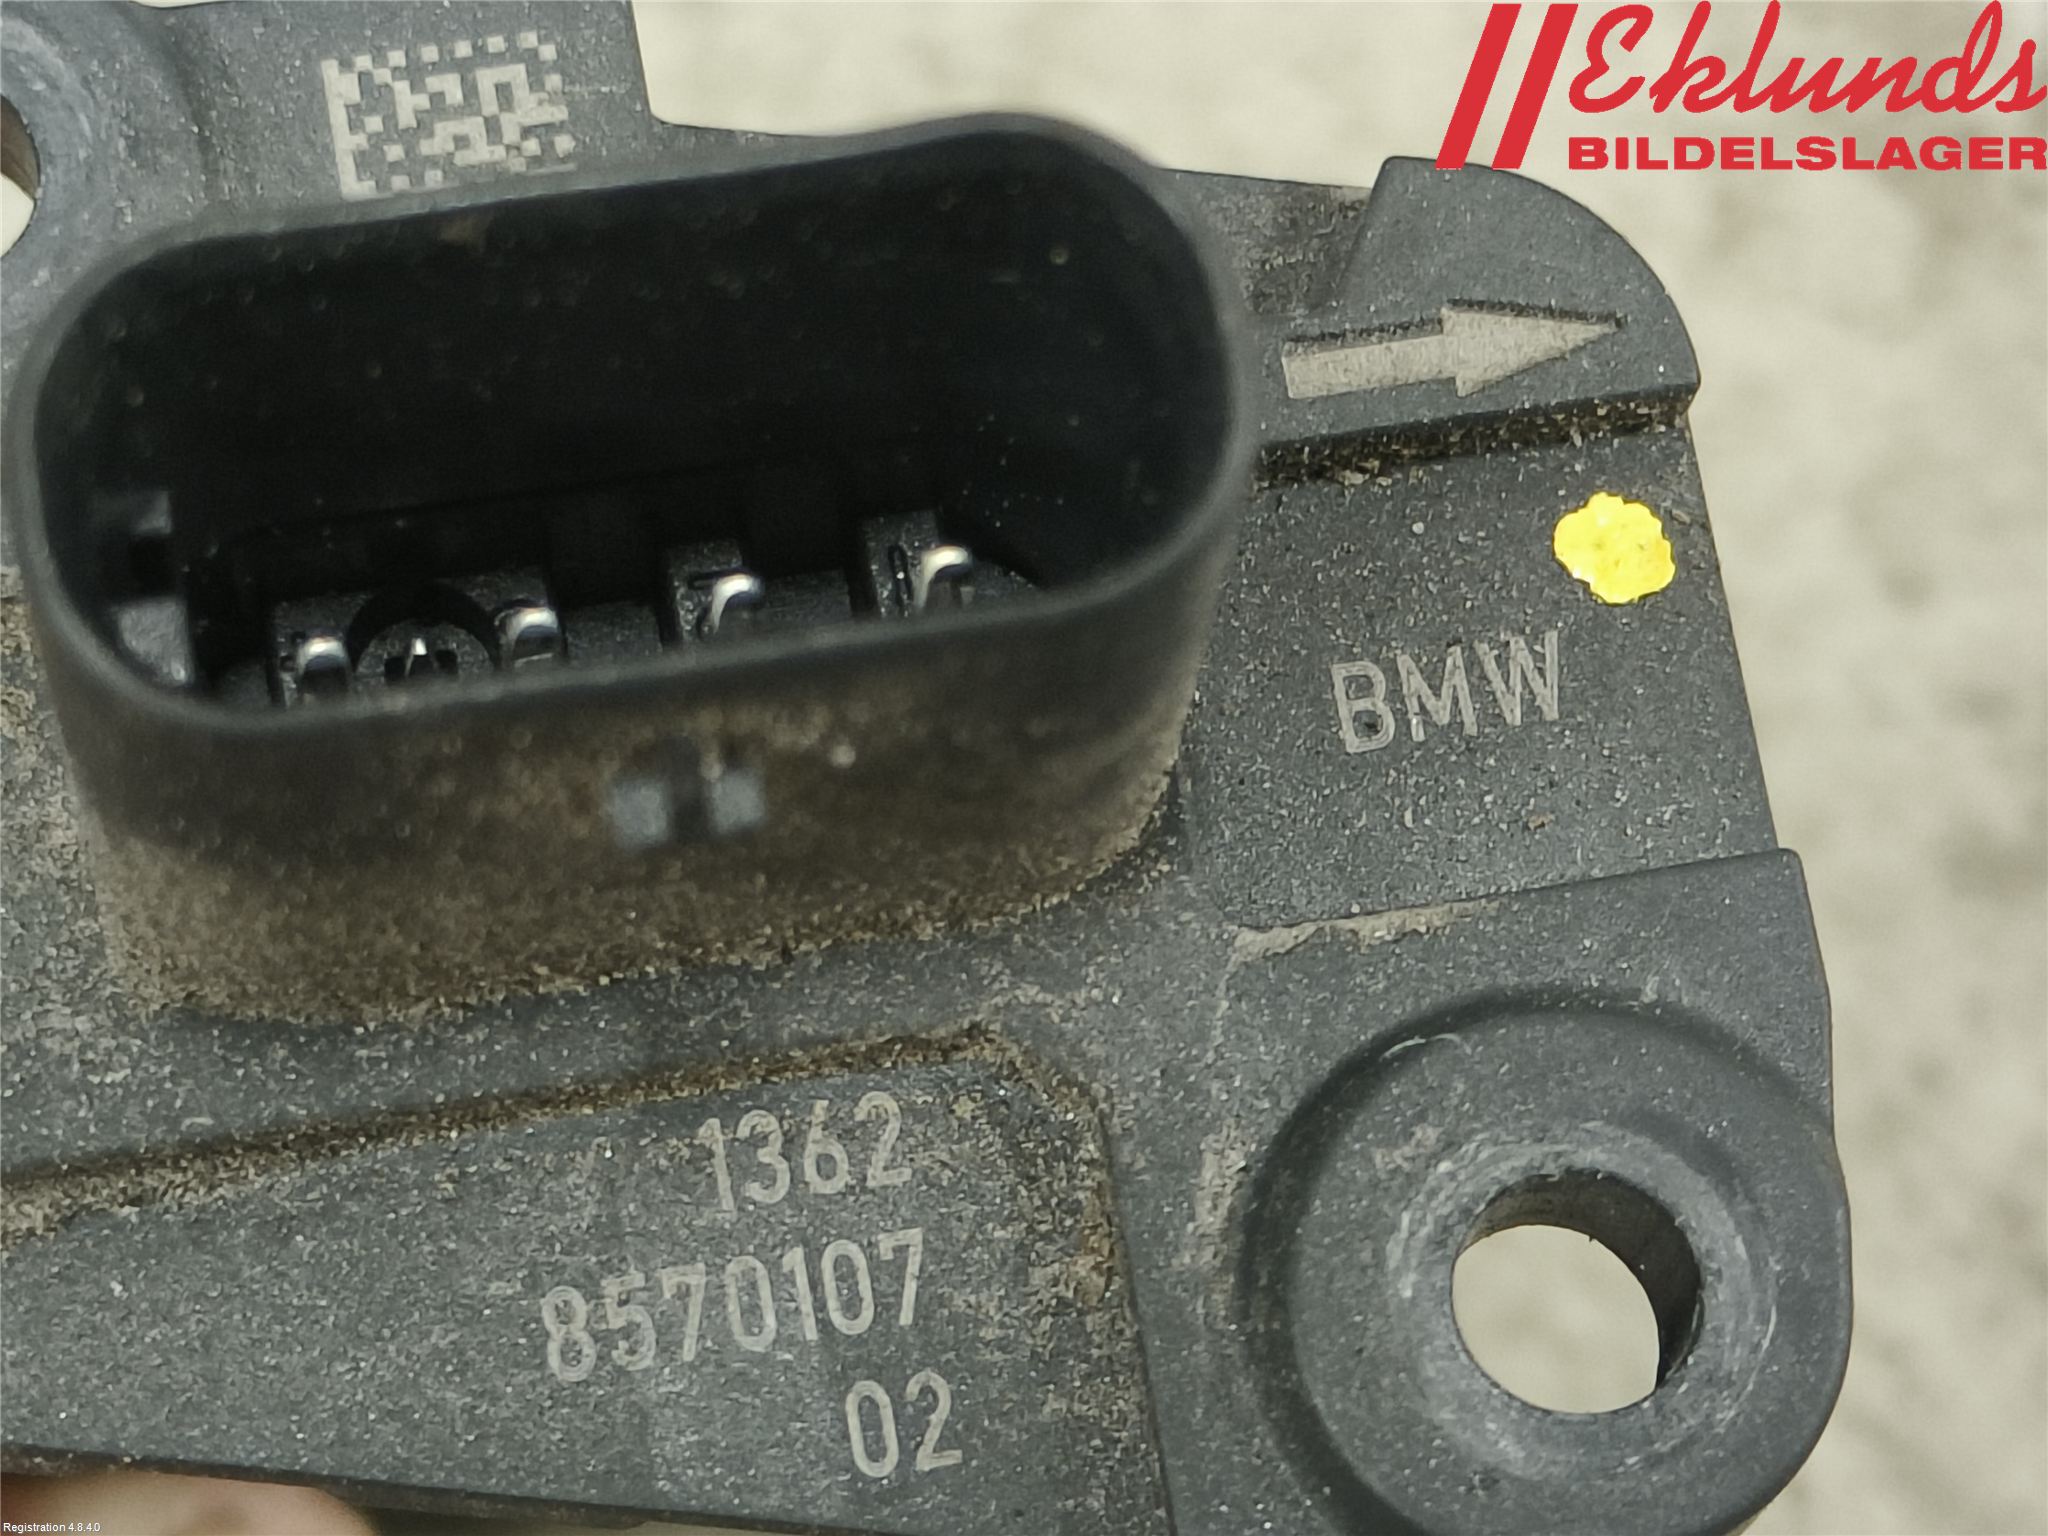 Eklunds
BILDELSLAGER
BMW
1362
8570107
02
Registration 4.8.4.0